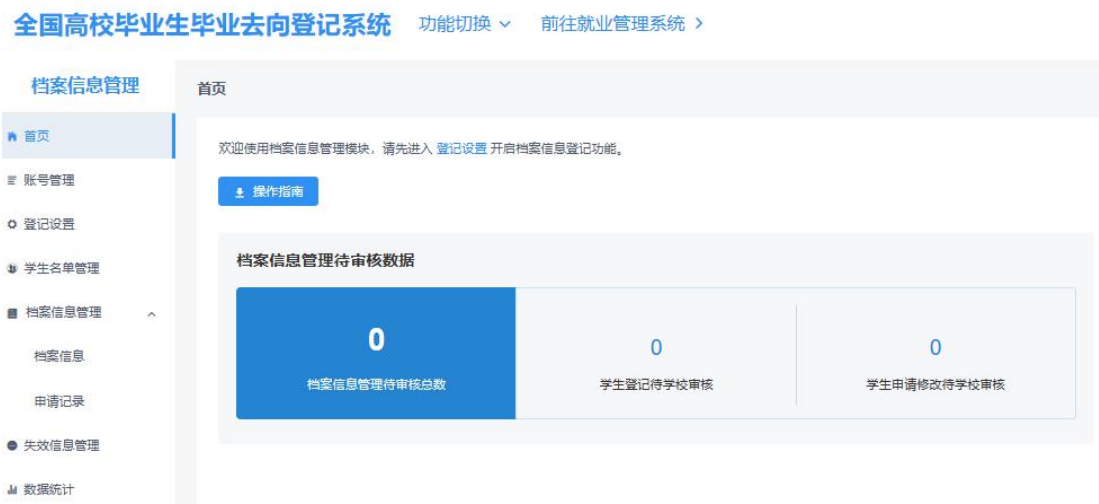 全国高校毕业生毕业去向登记系统 功能切换 前往就业管理系统
档案信息管理
首页
首页
欢迎使用档案信息管理模块，请先进入 登记设置 开启档案信息登记功能。
账号管理
操作指南
登记设置
档案信息管理待审核数据
学生名单管理
档案信息管理
0
0
0
档案信息
档案信息管理待审核总数
学生登记待学校审核
学生申请修改待学校审核
申请记录
失效信息管理
数据统计